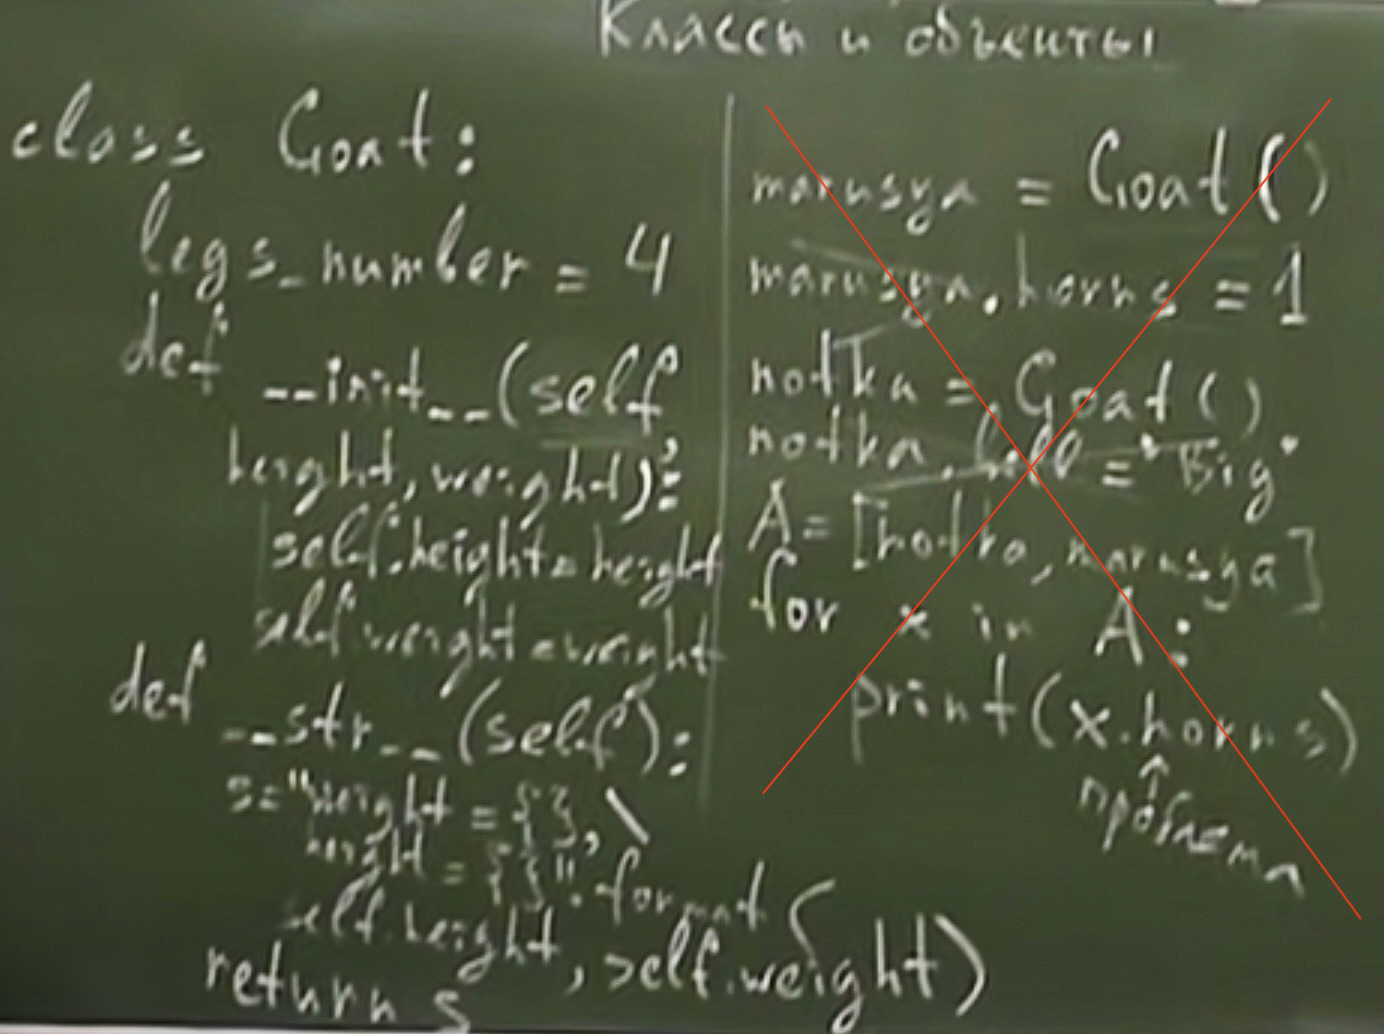 Классы и объекты
class Goat:
legs_number = 4
def __init__(self,
height, weight):
self.height = height
self.weight = weight
def __str__(self):
s="weight = {}, \
height = {}".format(
self.height, self.weight)
return s
marusya = Goat()
marusya.horns = 1
notka = Goat()
notka. = "Big"
A = [notka, marusya]
for x in A:
print(x.horns)
проблема